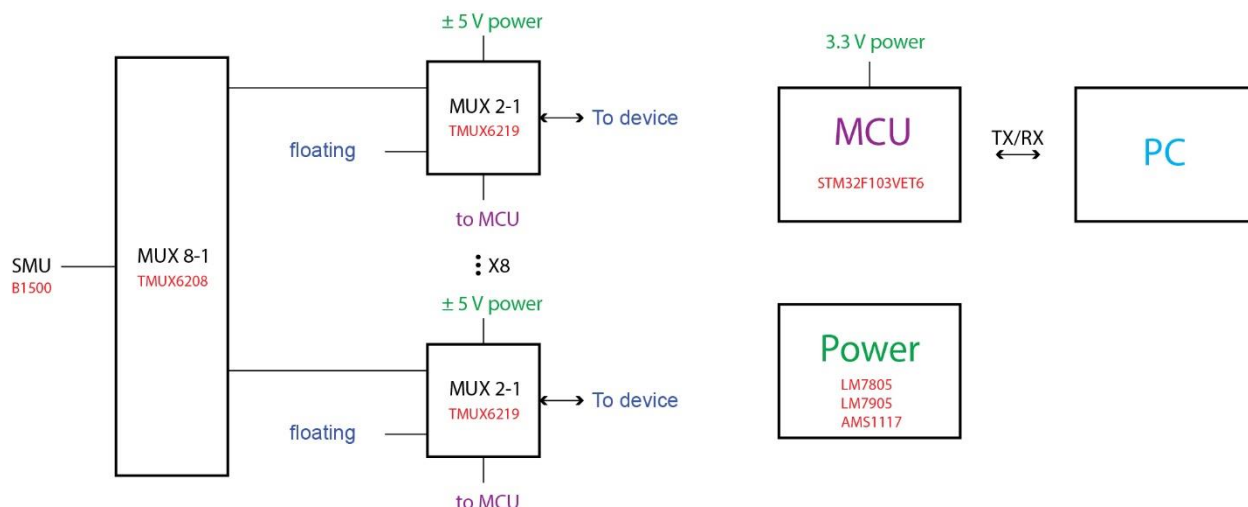 ± 5 V power
MUX 2-1
TMUX6219
To device
floating
to MCU
SMU
B1500
MUX 8-1
TMUX6208
X8
± 5 V power
MUX 2-1
TMUX6219
To device
floating
to MCU
3.3 V power
MCU
STM32F103VET6
TX/RX
PC
Power
LM7805
LM7905
AMS1117